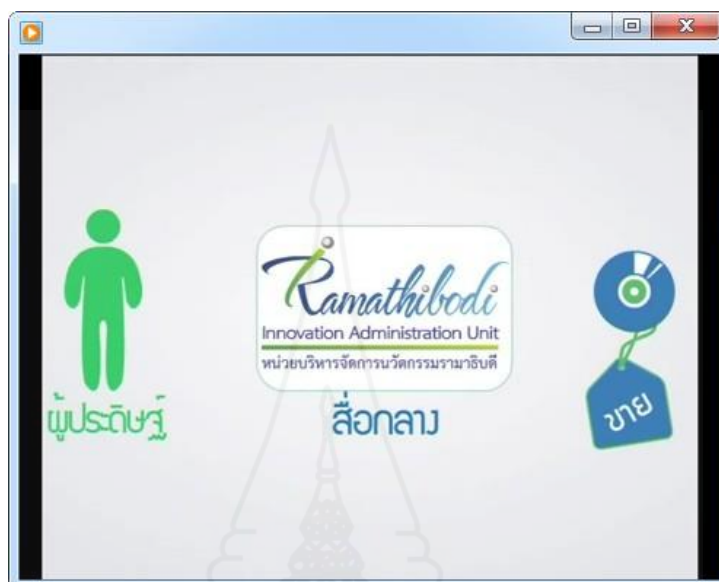 Ramathibodi
Innovation Administration Unit
หน่วยบริหารจัดการนวัตกรรมรามาธิบดี
ผู้ประดิษฐ์
สื่อกลาง
ขาย